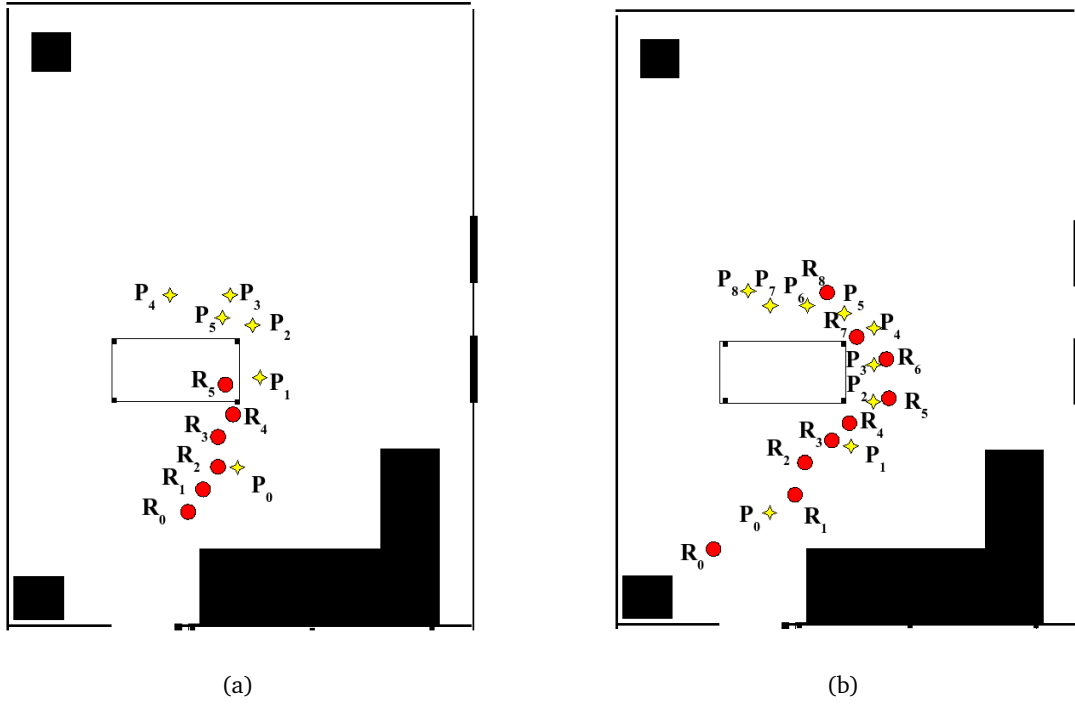 P4 P3
P5 P2
R5 P1
R4
R3
R2
R1 P0
R0
(a)
R8
P8 P7 P6 P5
R7 P4
P3 R6
P2 R5
R4
R3
P1
R2
P0 R1
R0
(b)